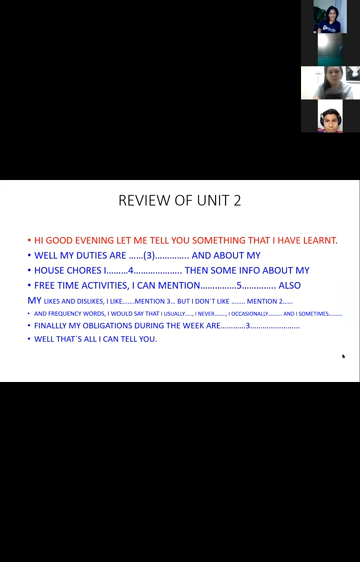 REVIEW OF UNIT 2
• HI GOOD EVENING LET ME TELL YOU SOMETHING THAT I HAVE LEARNT.
• WELL MY DUTIES ARE ……(3)………….. AND ABOUT MY
• HOUSE CHORES I………4……………….. THEN SOME INFO ABOUT MY
• FREE TIME ACTIVITIES, I CAN MENTION……………5………….. ALSO
MY LIKES AND DISLIKES, I LIKE……MENTION 3… BUT I DON´T LIKE …….. MENTION 2……
• AND FREQUENCY WORDS, I WOULD SAY THAT I USUALLY….., I NEVER…….., I OCCASIONALLY………. AND I SOMETIMES………
• FINALLLY MY OBLIGATIONS DURING THE WEEK ARE…………3……………………
• WELL THAT´S ALL I CAN TELL YOU.